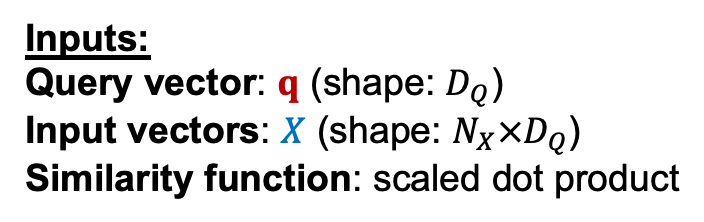 Inputs:
Query vector: q (shape: D_Q)
Input vectors: X (shape: N_X×D_Q)
Similarity function: scaled dot product